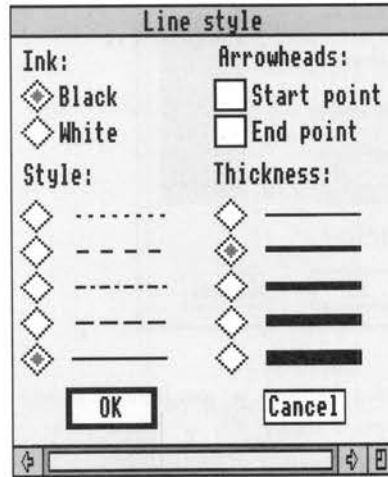 Line style
Ink:
Arrowheads:
Black
Start point
White
End point
Style:
Thickness:
OK
Cancel